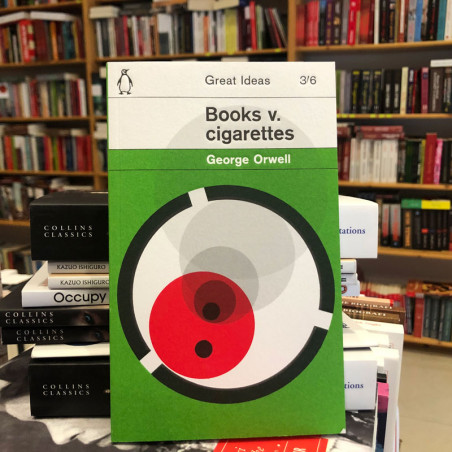 Great Ideas 3'6
Books v.
cigarettes
George Orwell
COLLINS
CLASSICS
KAZUO ISHIGURO
KAZUO ISHIGURO
Occupy
COLLINS CLASSICS
COLLINS CLASSICS
COLLINS
CLASSICS